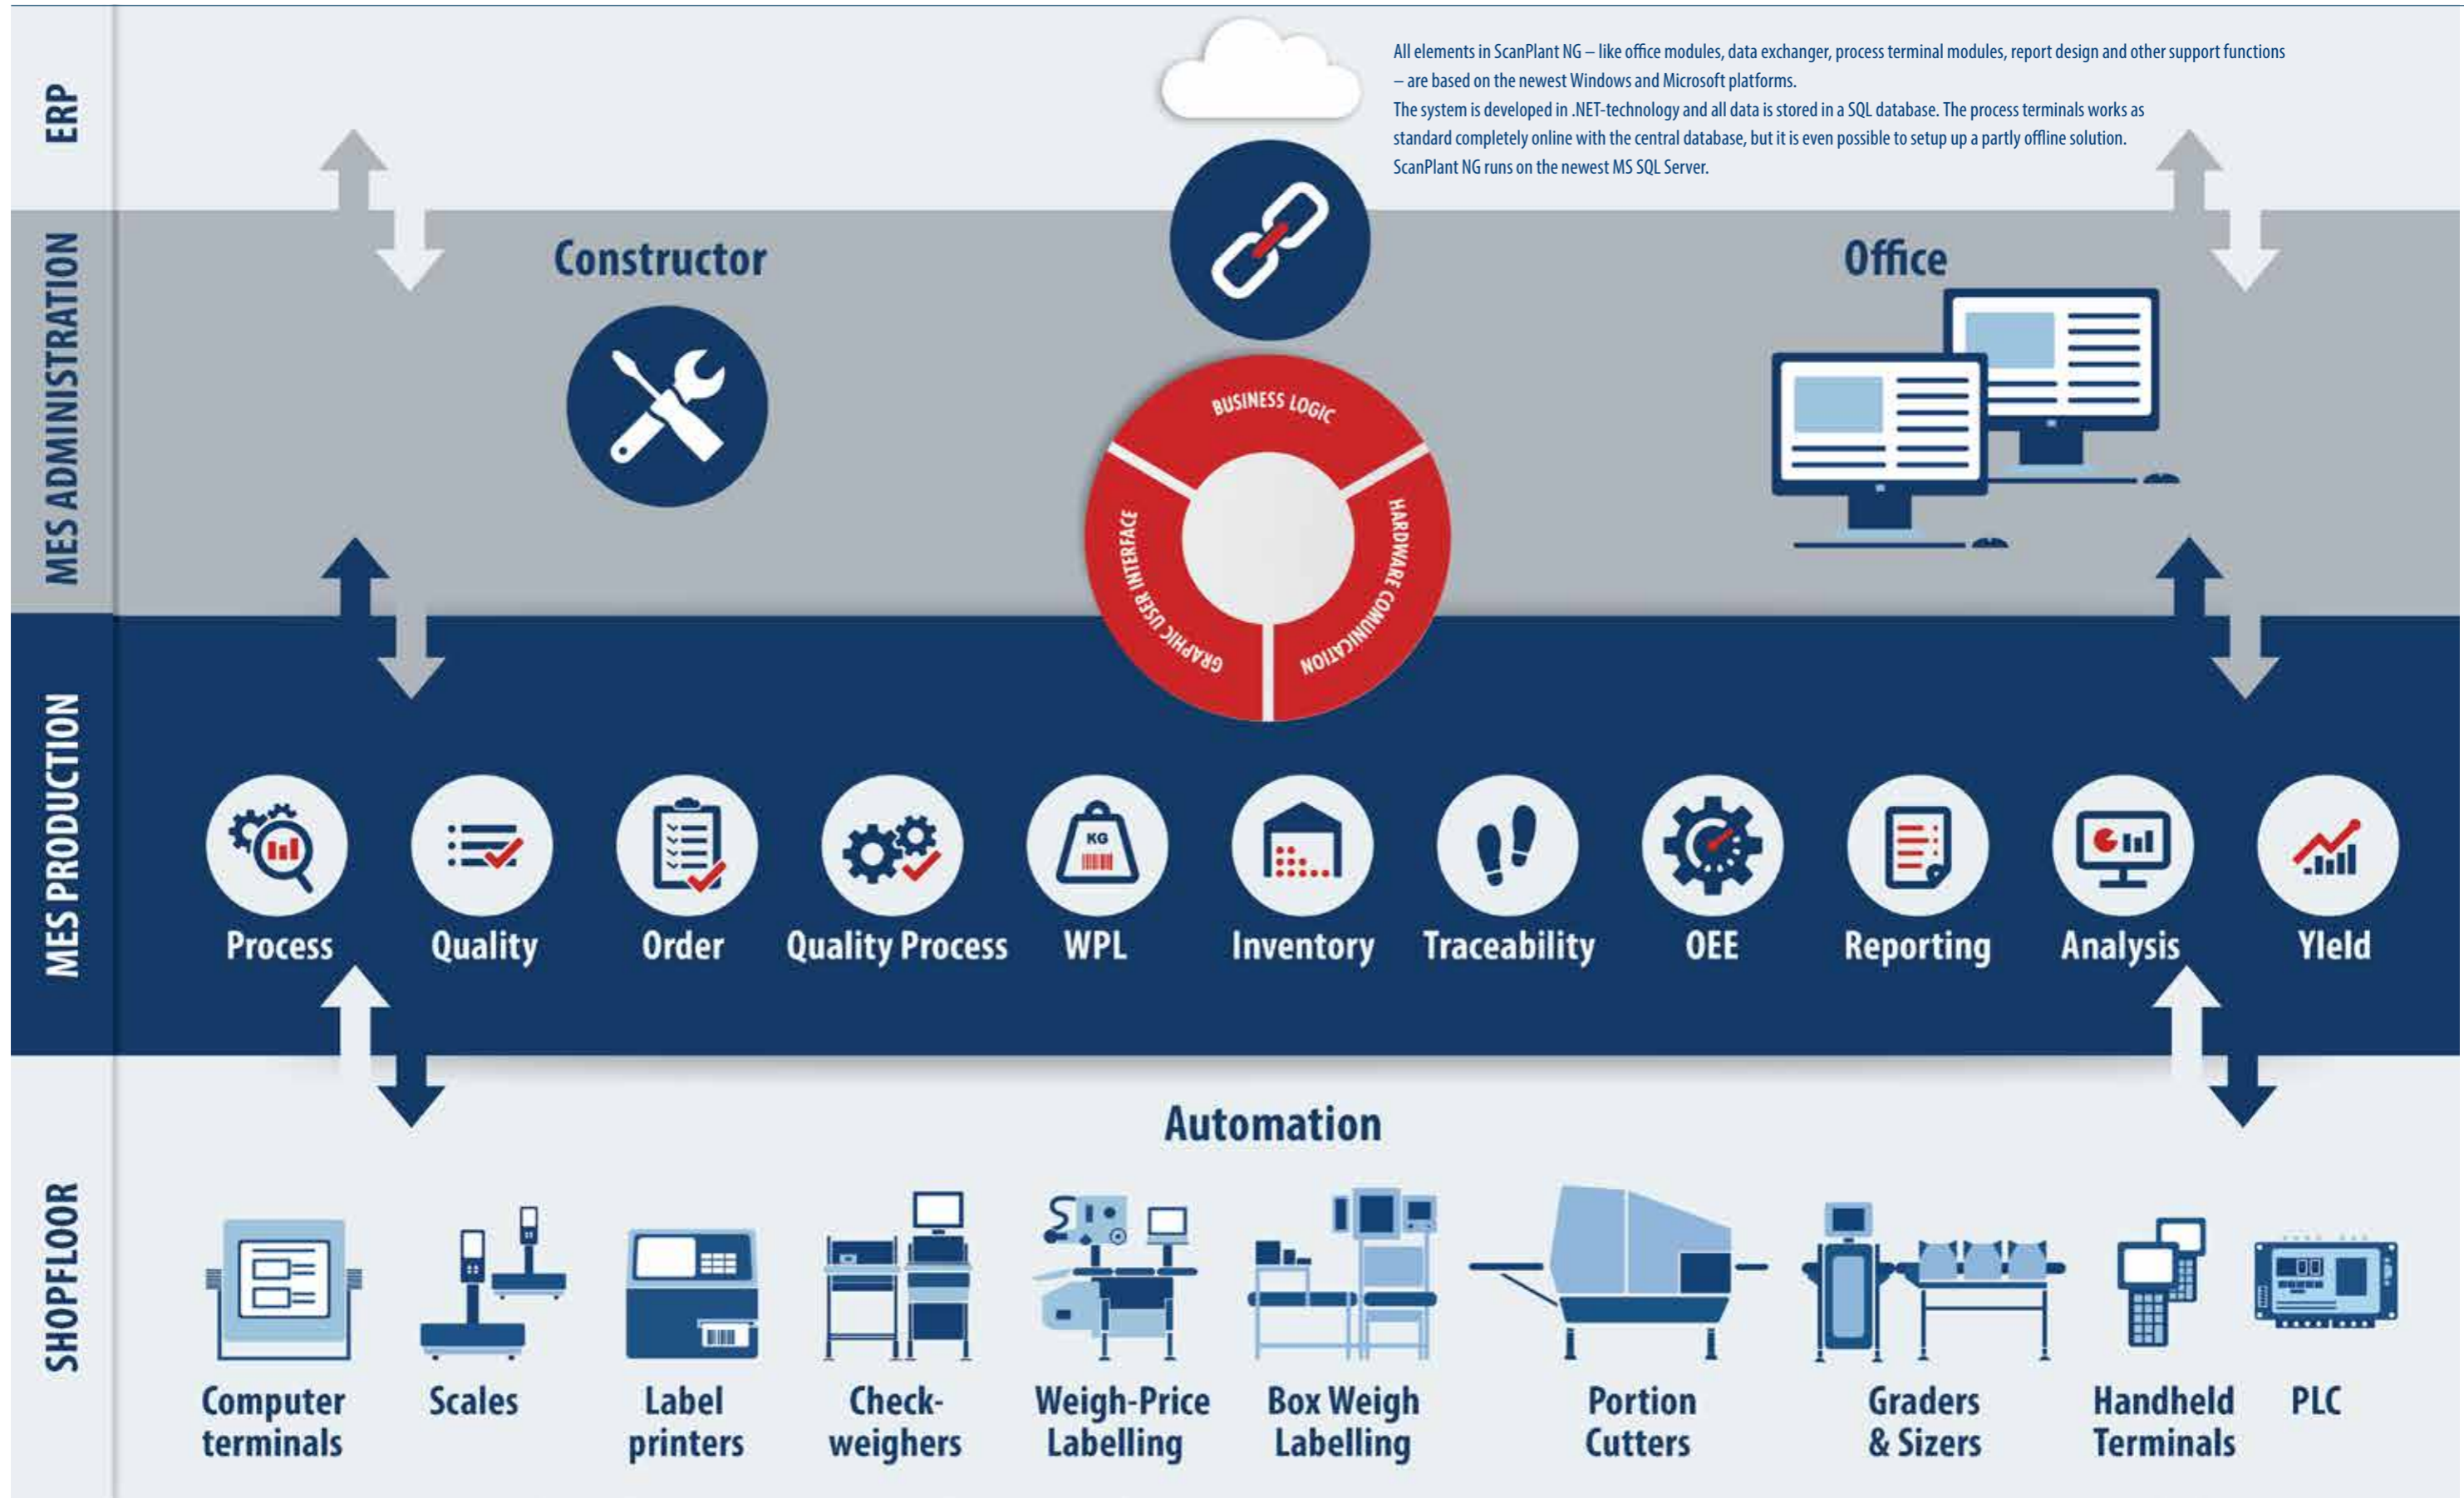 All elements in ScanPlant NG – like office modules, data exchanger, process terminal modules, report design and other support functions
– are based on the newest Windows and Microsoft platforms.
The system is developed in .NET-technology and all data is stored in a SQL database. The process terminals works as
standard completely online with the central database, but it is even possible to setup up a partly offline solution.
ScanPlant NG runs on the newest MS SQL Server.
ERP
MES ADMINISTRATION
Constructor
Office
BUSINESS LOGIC
GRAPHIC USER INTERFACE
HARDWARE COMUNICATION
MES PRODUCTION
KG
Process
Quality
Order
Quality Process
WPL
Inventory
Traceability
OEE
Reporting
Analysis
YIeld
SHOPFLOOR
Automation
Computer
terminals
Scales
Label
printers
Check-
weighers
Weigh-Price
Labelling
Box Weigh
Labelling
Portion
Cutters
Graders
& Sizers
Handheld
Terminals
PLC